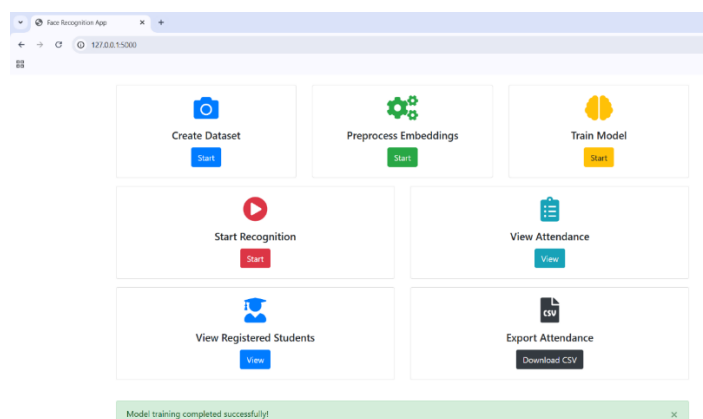 Face Recognition App
127.0.0.1:5000
Create Dataset
Start
Preprocess Embeddings
Start
Train Model
Start
Start Recognition
Start
View Attendance
View
View Registered Students
View
CSV
Export Attendance
Download CSV
Model training completed successfully!